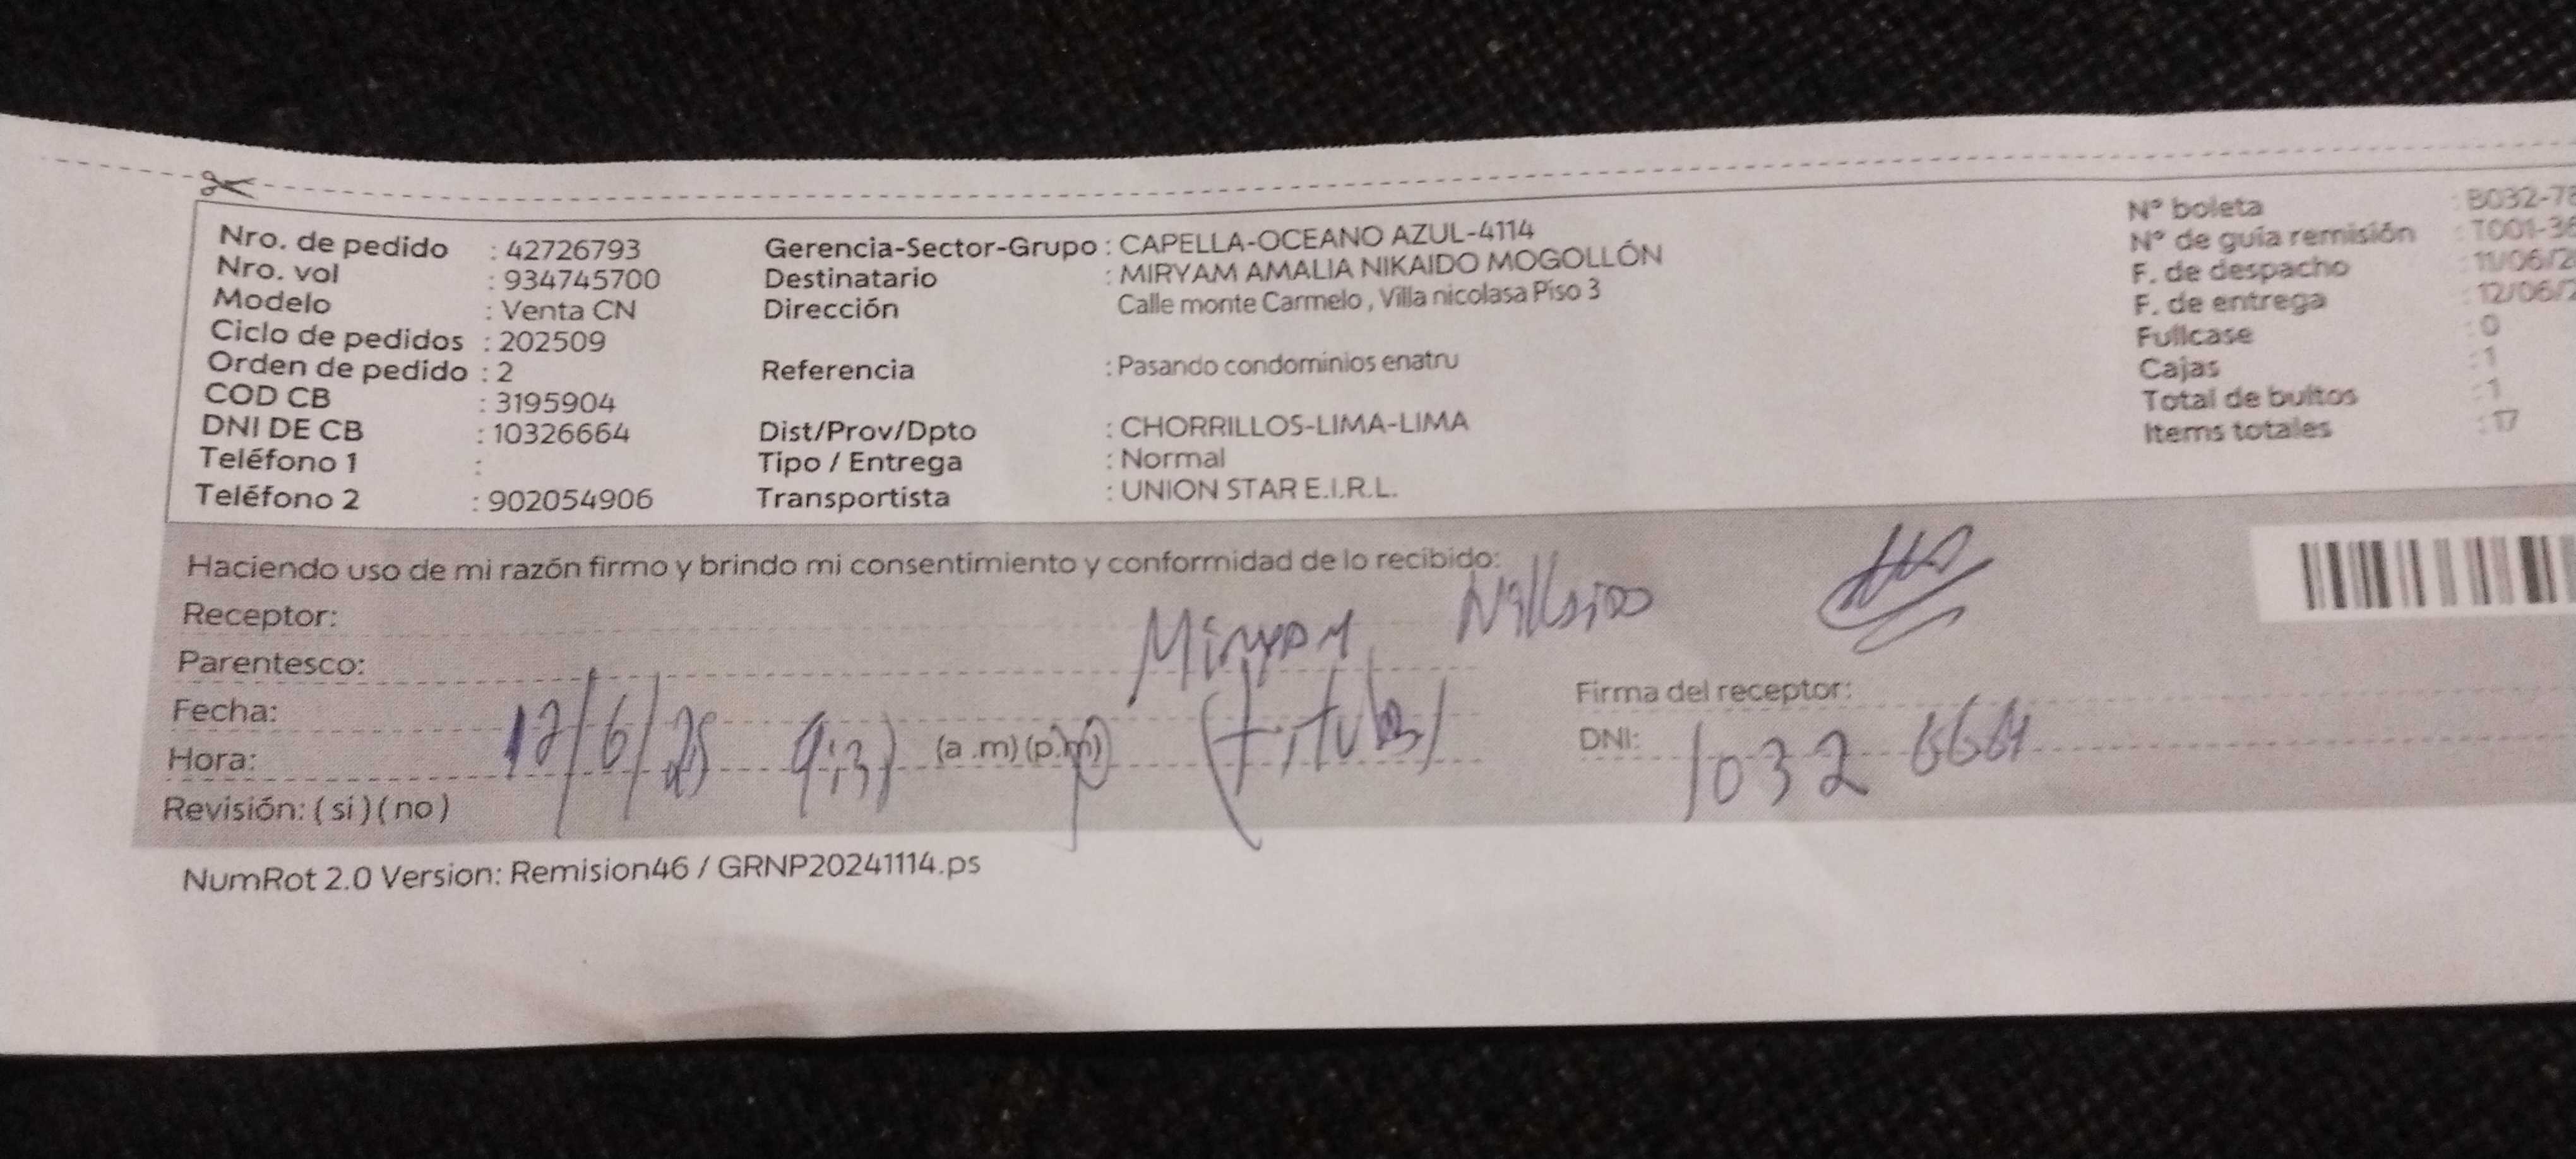 Nro. de pedido : 42726793
Nro. vol : 934745700
Modelo : Venta CN
Ciclo de pedidos : 202509
Orden de pedido : 2
COD CB : 3195904
DNI DE CB : 10326664
Teléfono 1 :
Teléfono 2 : 902054906
Gerencia-Sector-Grupo : CAPELLA-OCEANO AZUL-4114
Destinatario : MIRYAM AMALIA NIKAIDO MOGOLLÓN
Dirección Calle monte Carmelo , Villa nicolasa Piso 3
Referencia : Pasando condominios enatru
Dist/Prov/Dpto : CHORRILLOS-LIMA-LIMA
Tipo / Entrega : Normal
Transportista : UNION STAR E.I.R.L.
N° boleta : B032-78
N° de guía remisión : T001-36
F. de despacho : 11/06/2
F. de entrega : 12/06/2
Fullcase : 0
Cajas : 1
Total de bultos : 1
Items totales : 17
Haciendo uso de mi razón firmo y brindo mi consentimiento y conformidad de lo recibido:
Receptor: Miryam Nikaido
Parentesco: (titular)
Fecha: 12/6/25
Hora: (a .m) (p.m)
Revisión: ( si ) ( no )
Firma del receptor:
DNI: 10326664
NumRot 2.0 Version: Remision46 / GRNP20241114.ps